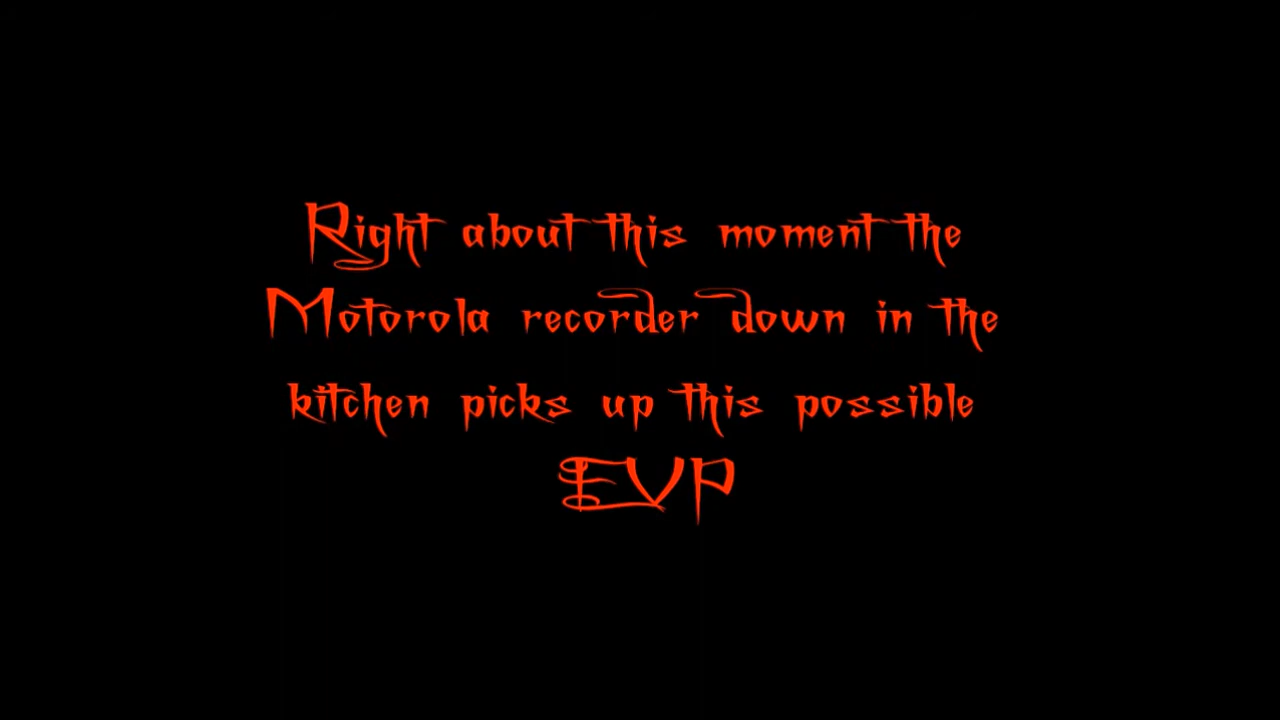 Right about this moment the
Motorola recorder down in the
kitchen picks up this possible
EVP